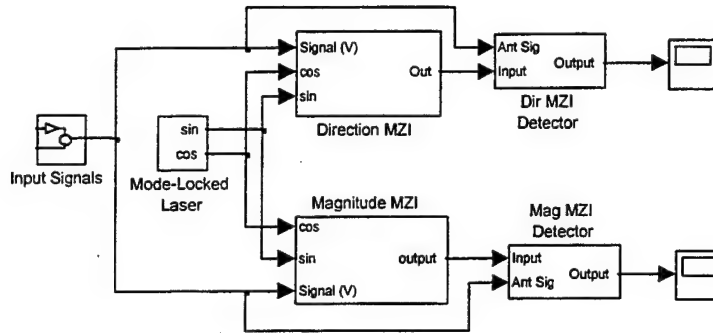 Signal (V)
cos
sin
Out
Direction MZI
Ant Sig
Input
Output
Dir MZI
Detector
Input Signals
sin
cos
Mode-Locked
Laser
Magnitude MZI
cos
sin
Signal (V)
output
Mag MZI
Detector
Input
Ant Sig
Output